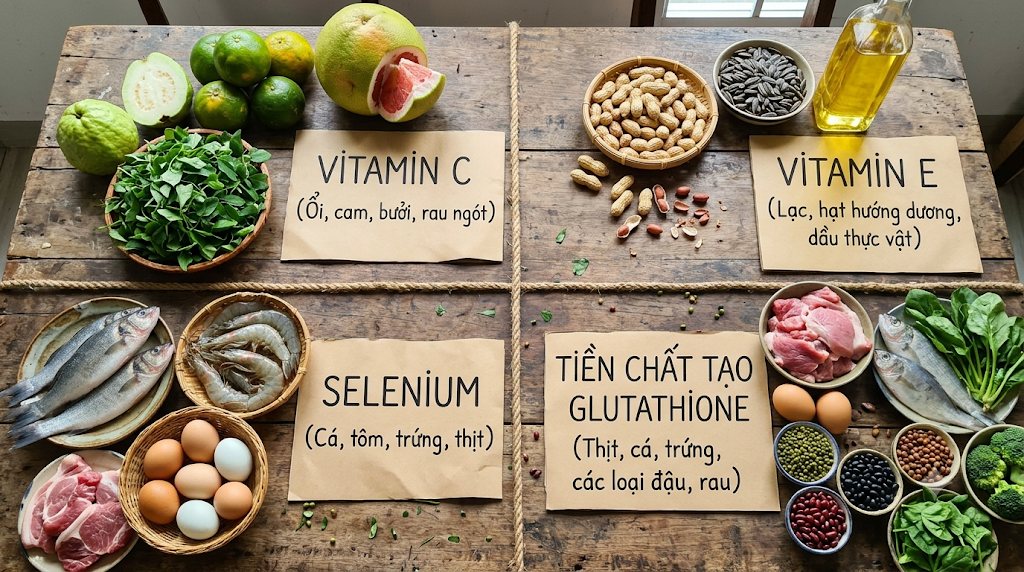 VITAMIN C
(Ổi, cam, bưởi, rau ngót)
VITAMIN E
(Lạc, hạt hướng dương,
dầu thực vật)
SELENIUM
(Cá, tôm, trứng, thịt)
TIỀN CHẤT TẠO
GLUTATHIONE
(Thịt, cá, trứng,
các loại đậu, rau)